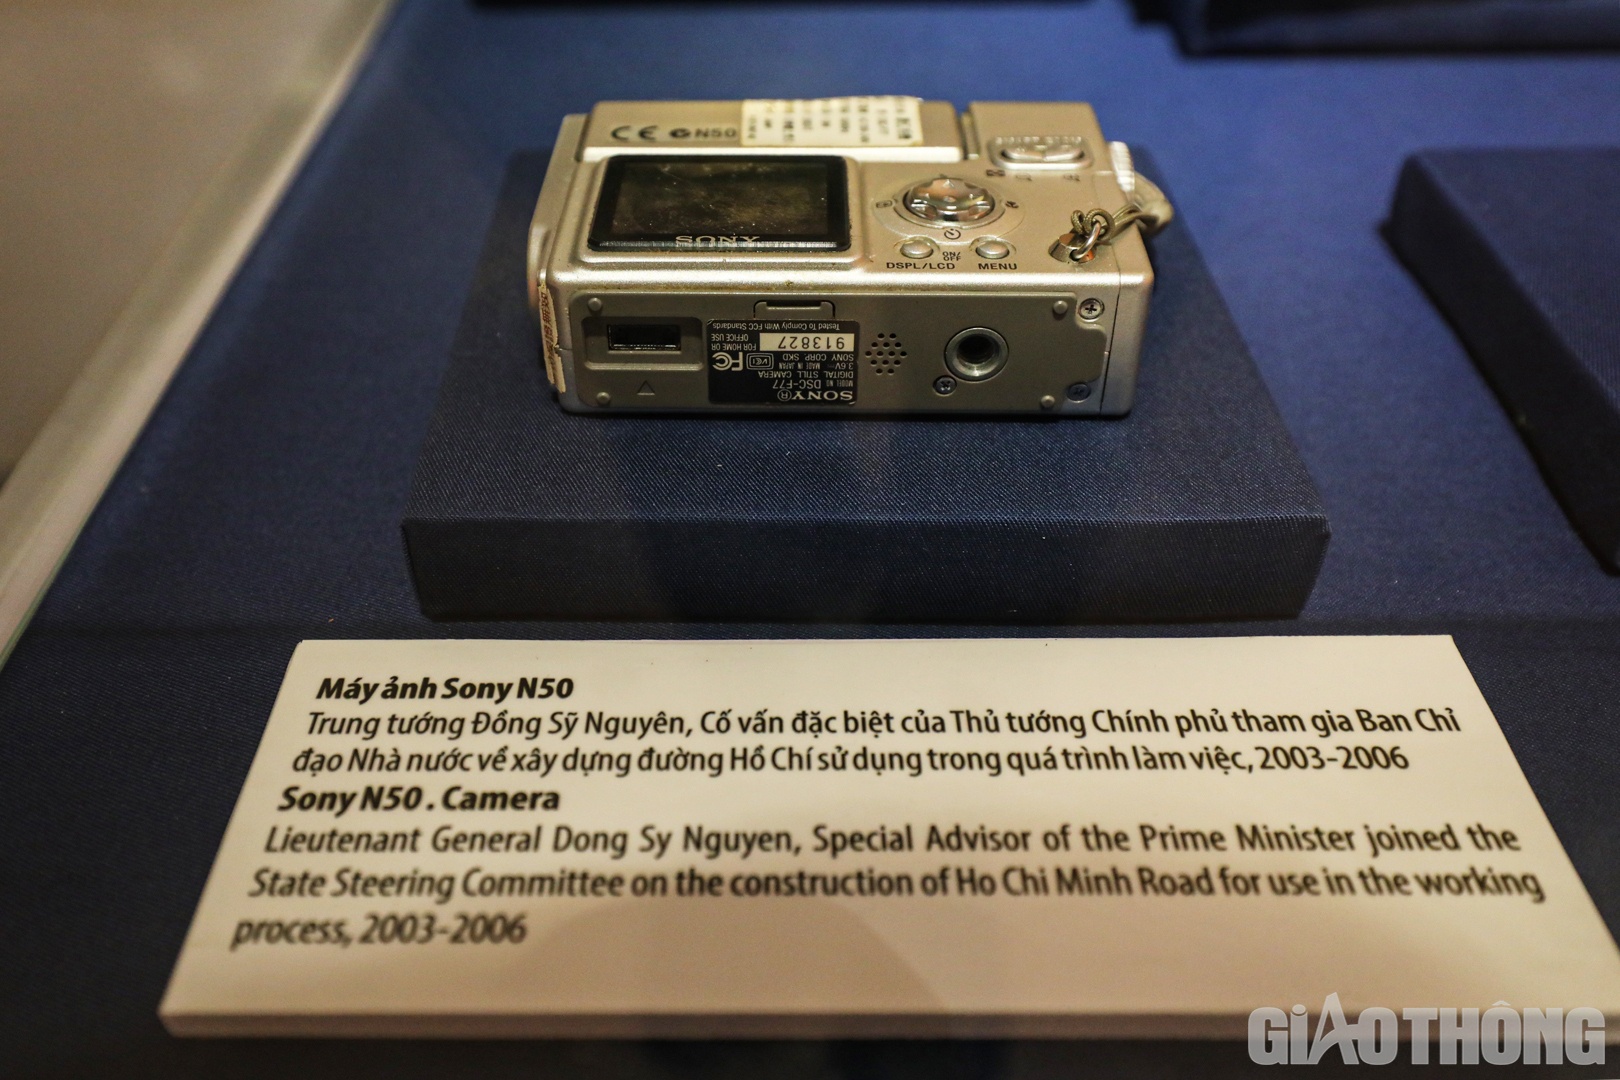 CE N50
SONY
DSPL/LCD ON/OFF MENU
Tested To Comply With FCC Standards
FOR HOME OR OFFICE USE
913827
FC VCI
SONY CORP SKD
3.6V MADE IN JAPAN
DIGITAL STILL CAMERA
MODEL NO. DSC-F77
SONY®
Máy ảnh Sony N50
Trung tướng Đồng Sỹ Nguyên, Cố vấn đặc biệt của Thủ tướng Chính phủ tham gia Ban Chỉ
đạo Nhà nước về xây dựng đường Hồ Chí sử dụng trong quá trình làm việc, 2003-2006
Sony N50 . Camera
Lieutenant General Dong Sy Nguyen, Special Advisor of the Prime Minister joined the
State Steering Committee on the construction of Ho Chi Minh Road for use in the working
process, 2003-2006
GIAO THÔNG